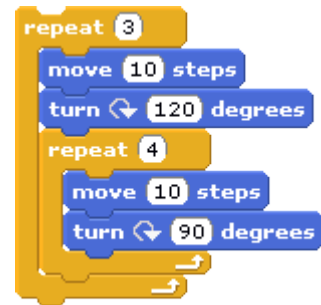 repeat 3
move 10 steps
turn 120 degrees
repeat 4
move 10 steps
turn 90 degrees